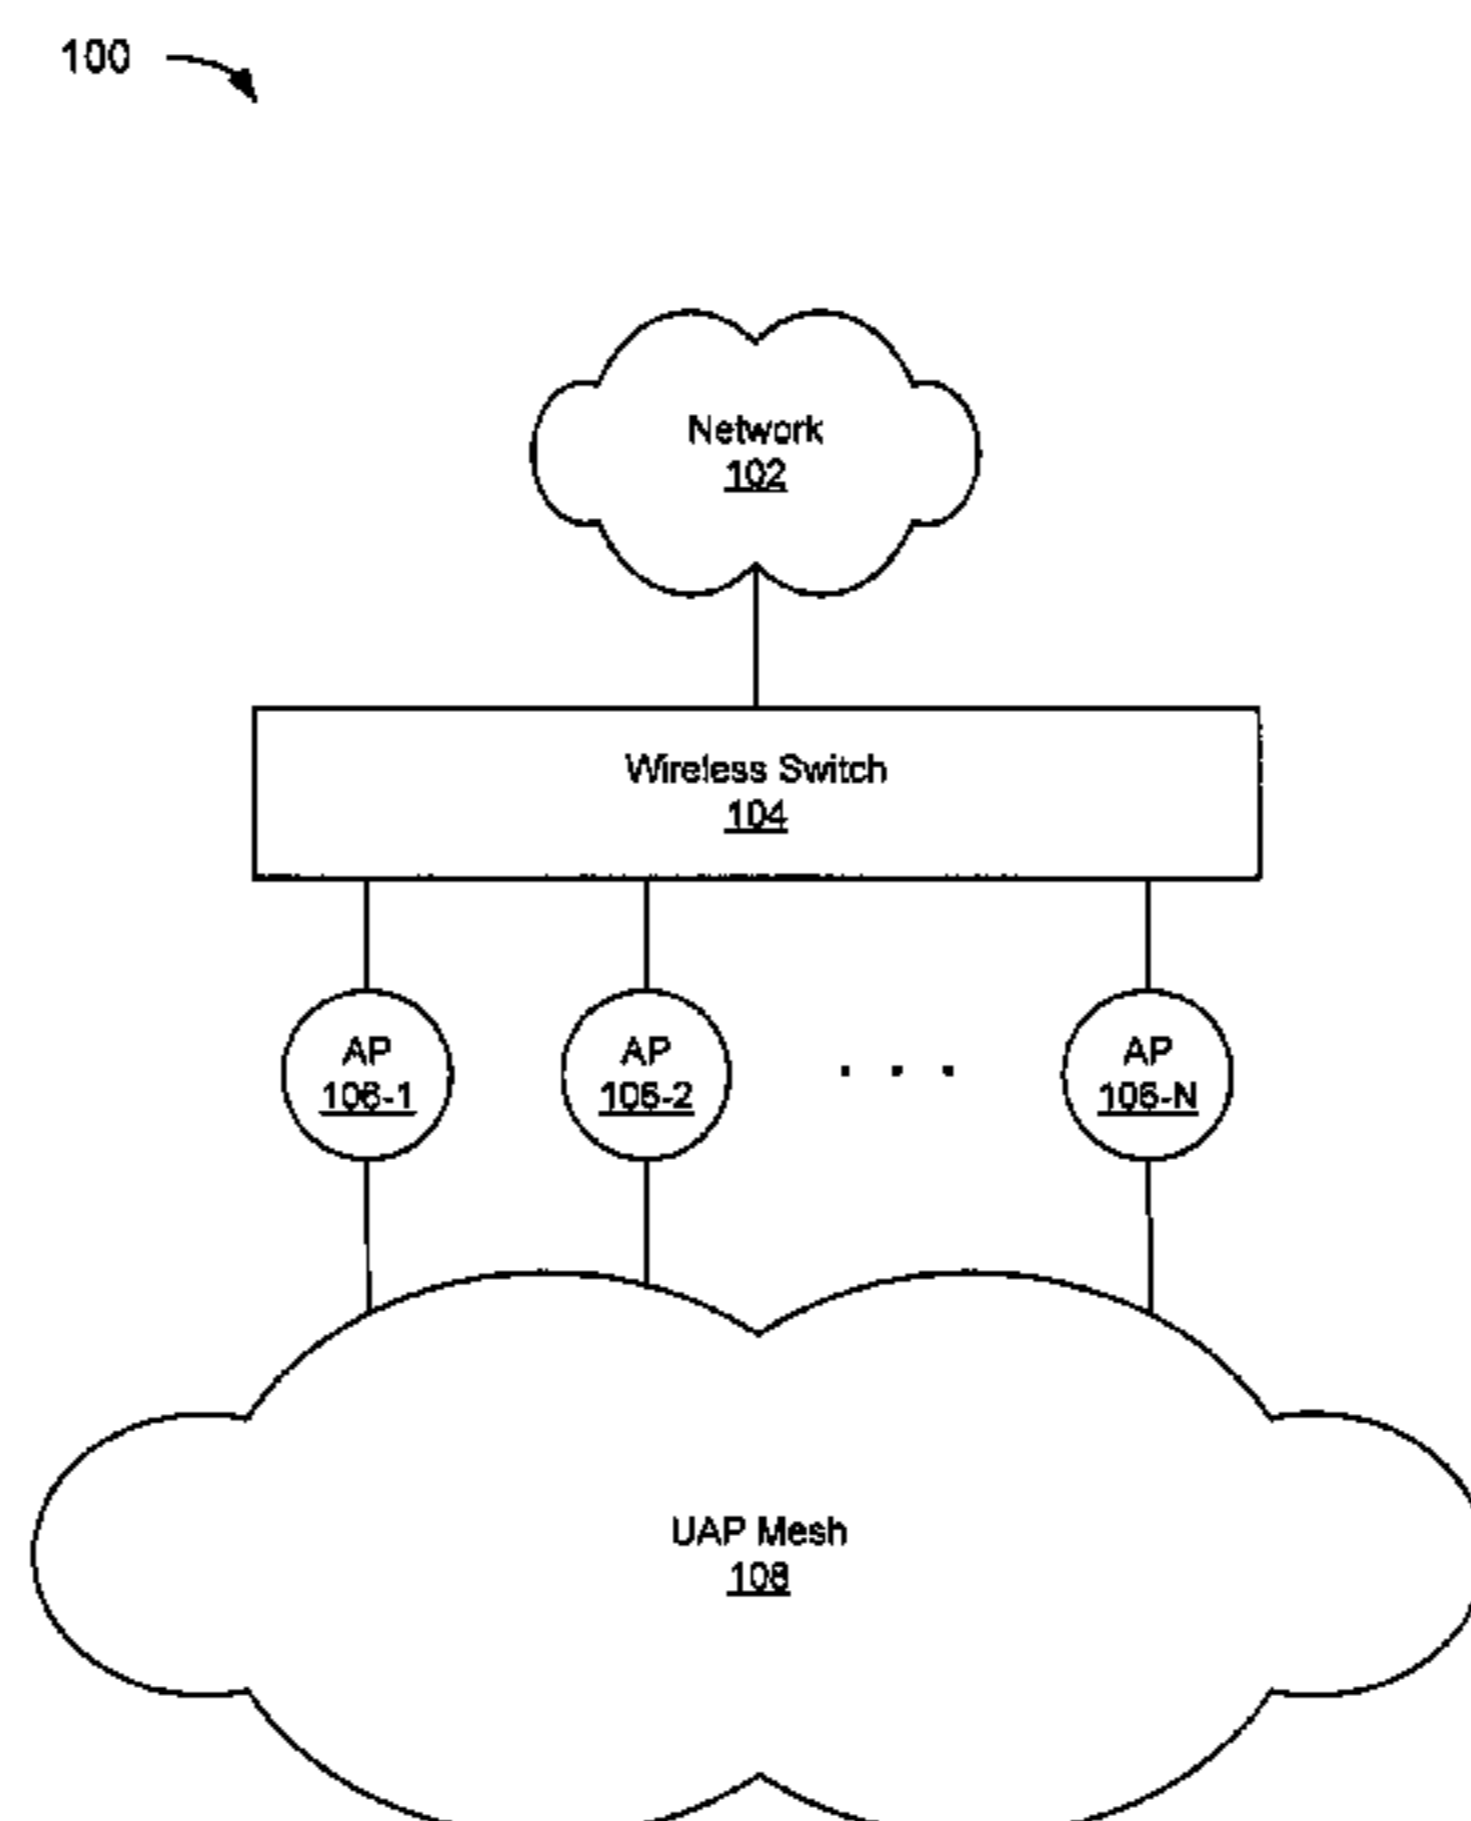 100
Network
102
Wireless Switch
104
AP
106-1
AP
106-2
. . .
AP
106-N
UAP Mesh
108